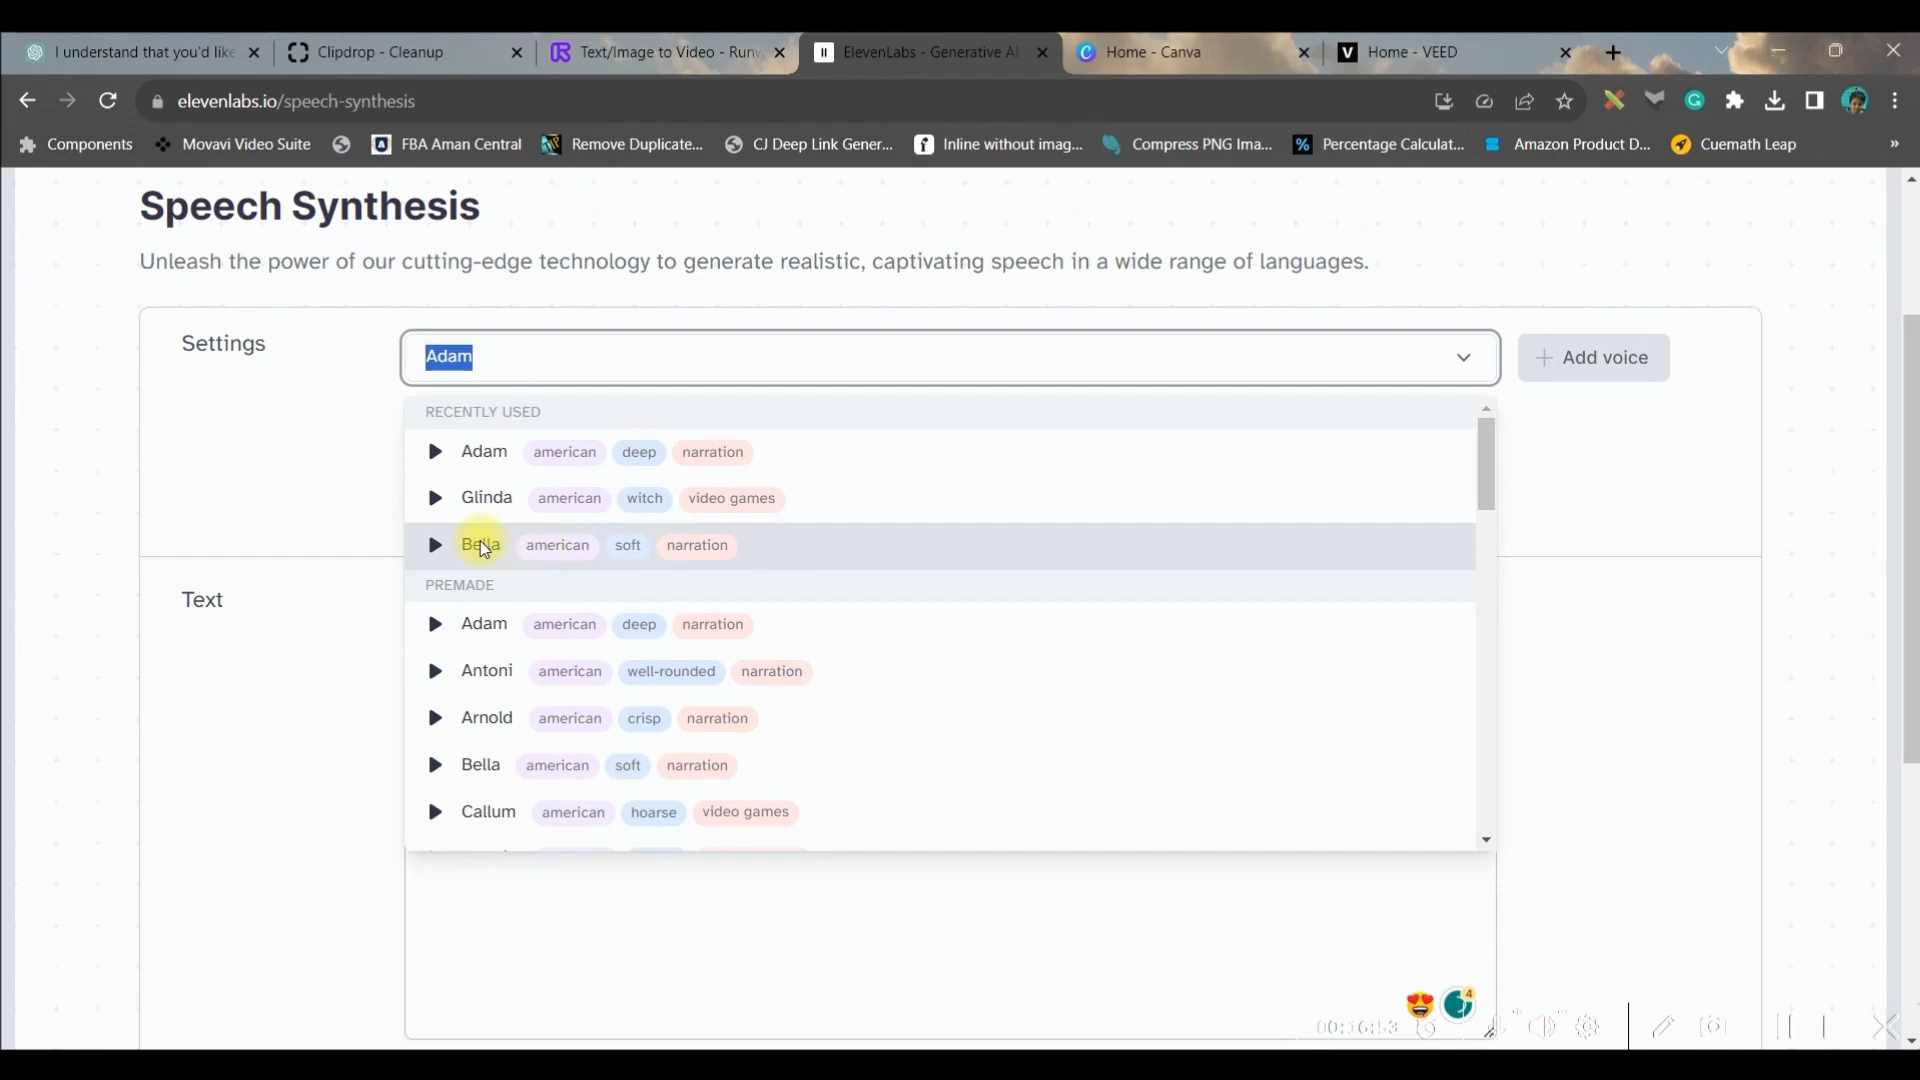 I understand that you'd like
Clipdrop - Cleanup
Text/Image to Video - Runw
ElevenLabs - Generative AI
Home - Canva
Home - VEED
elevenlabs.io/speech-synthesis
Components
Movavi Video Suite
FBA Aman Central
Remove Duplicate...
CJ Deep Link Gener...
Inline without imag...
Compress PNG Ima...
Percentage Calculat...
Amazon Product D...
Cuemath Leap
Speech Synthesis
Unleash the power of our cutting-edge technology to generate realistic, captivating speech in a wide range of languages.
Settings
Adam
+ Add voice
RECENTLY USED
Adam american deep narration
Glinda american witch video games
Bella american soft narration
PREMADE
Text
Adam american deep narration
Antoni american well-rounded narration
Arnold american crisp narration
Bella american soft narration
Callum american hoarse video games
4
00:16:53